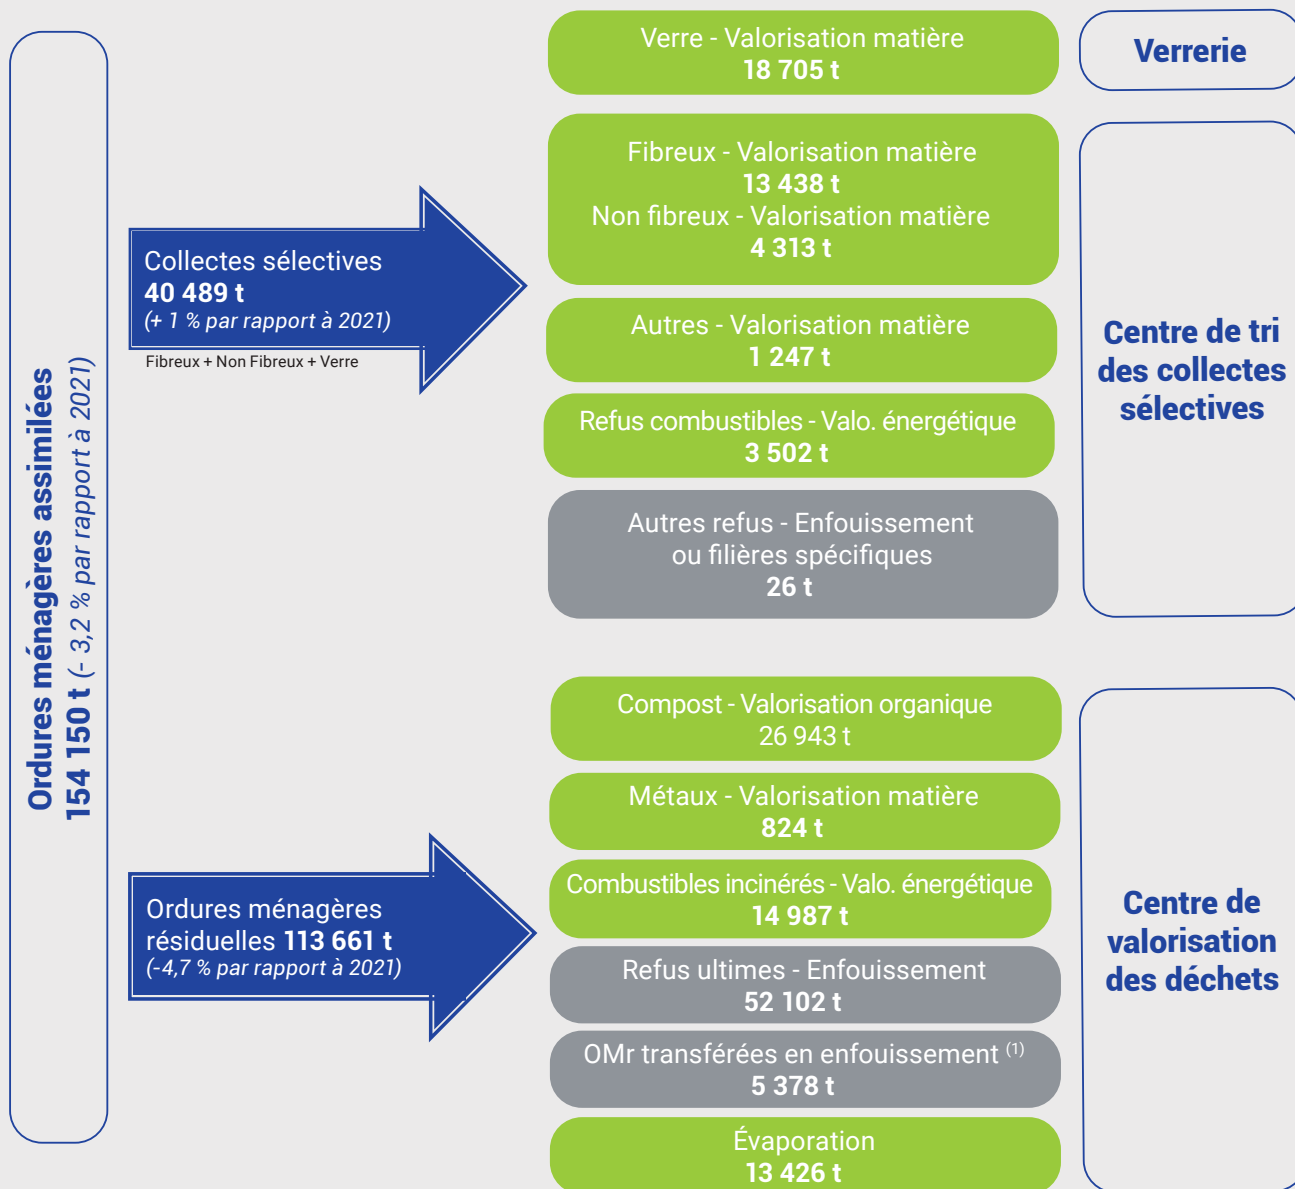 Ordures ménagères assimilées
154 150 t (- 3,2 % par rapport à 2021)
Collectes sélectives
40 489 t
(+ 1 % par rapport à 2021)
Fibreux + Non Fibreux + Verre
Verre - Valorisation matière
18 705 t
Verrerie
Fibreux - Valorisation matière
13 438 t
Non fibreux - Valorisation matière
4 313 t
Autres - Valorisation matière
1 247 t
Refus combustibles - Valo. énergétique
3 502 t
Autres refus - Enfouissement
ou filières spécifiques
26 t
Centre de tri
des collectes
sélectives
Ordures ménagères
résiduelles 113 661 t
(-4,7 % par rapport à 2021)
Compost - Valorisation organique
26 943 t
Métaux - Valorisation matière
824 t
Combustibles incinérés - Valo. énergétique
14 987 t
Refus ultimes - Enfouissement
52 102 t
OMr transférées en enfouissement (1)
5 378 t
Évaporation
13 426 t
Centre de
valorisation
des déchets